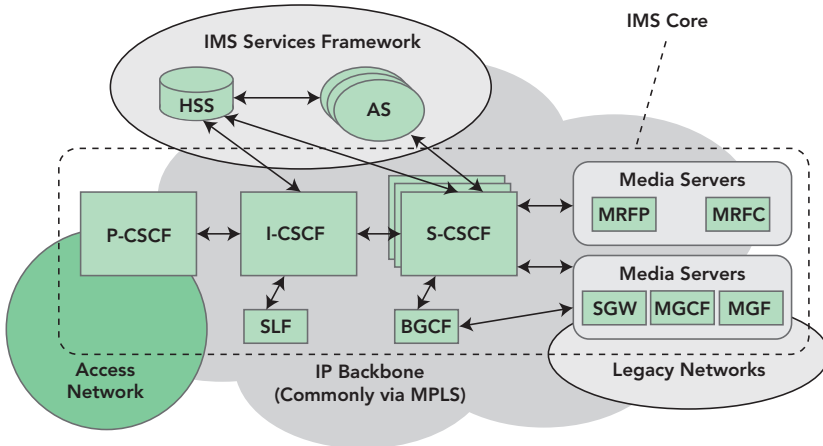 IMS Core
IMS Services Framework
HSS
AS
Media Servers
MRFP
MRFC
P-CSCF
I-CSCF
S-CSCF
Media Servers
SGW
MGCF
MGF
SLF
BGCF
Access
Network
IP Backbone
(Commonly via MPLS)
Legacy Networks